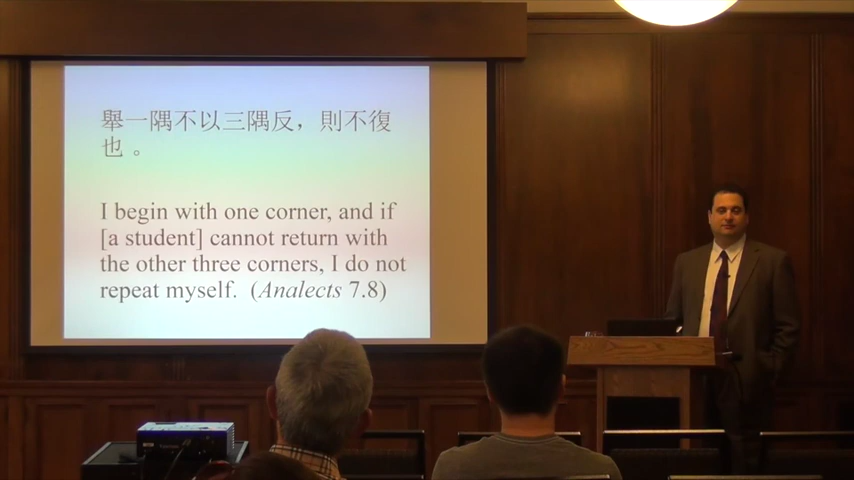 舉一隅不以三隅反，則不復
也。
I begin with one corner, and if
[a student] cannot return with
the other three corners, I do not
repeat myself. (Analects 7.8)